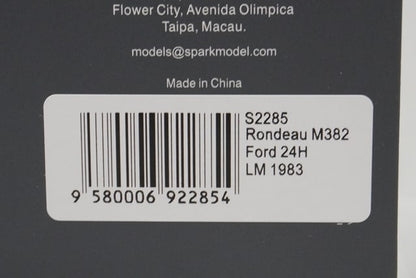 Flower City, Avenida Olimpica
Taipa, Macau.
models@sparkmodel.com
Made in China
S2285
Rondeau M382
Ford 24H
LM 1983
9 580006 922854